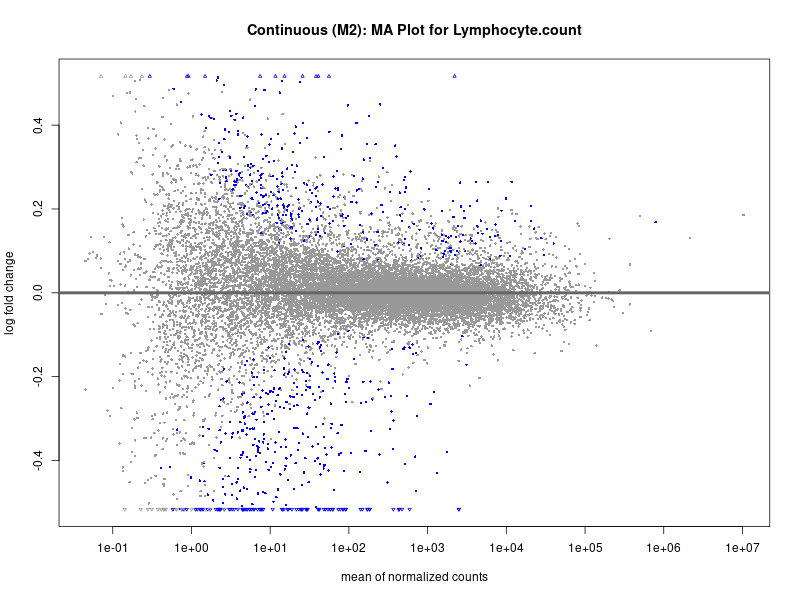 Continuous (M2): MA Plot for Lymphocyte.count
log fold change
0.4
0.2
0.0
-0.2
-0.4
1e-01 1e+00 1e+01 1e+02 1e+03 1e+04 1e+05 1e+06 1e+07
mean of normalized counts